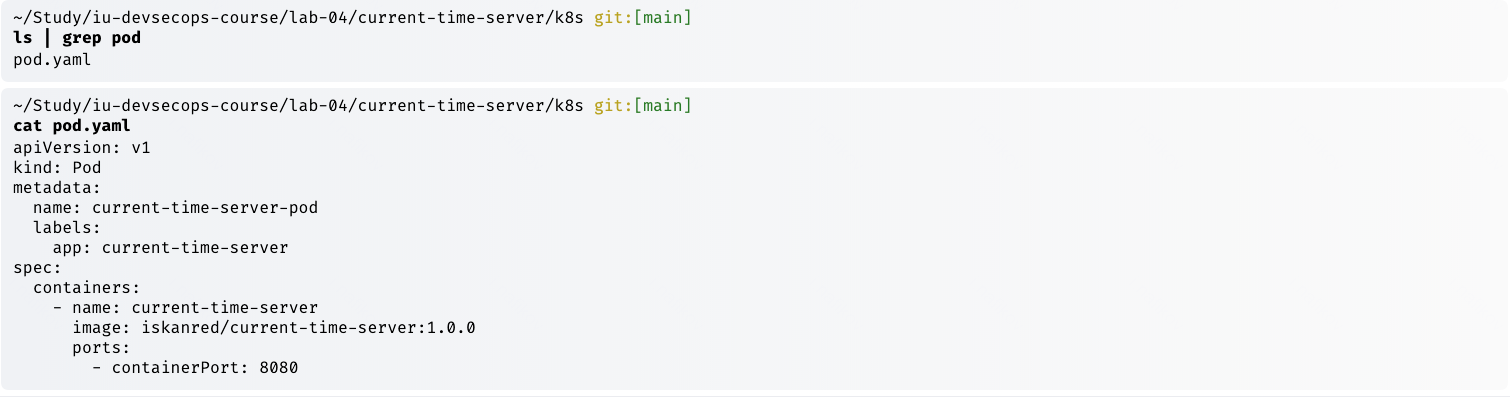 ~/Study/iu-devsecops-course/lab-04/current-time-server/k8s git:[main]
ls | grep pod
pod.yaml
~/Study/iu-devsecops-course/lab-04/current-time-server/k8s git:[main]
cat pod.yaml
apiVersion: v1
kind: Pod
metadata:
  name: current-time-server-pod
  labels:
    app: current-time-server
spec:
  containers:
    - name: current-time-server
      image: iskanred/current-time-server:1.0.0
      ports:
        - containerPort: 8080